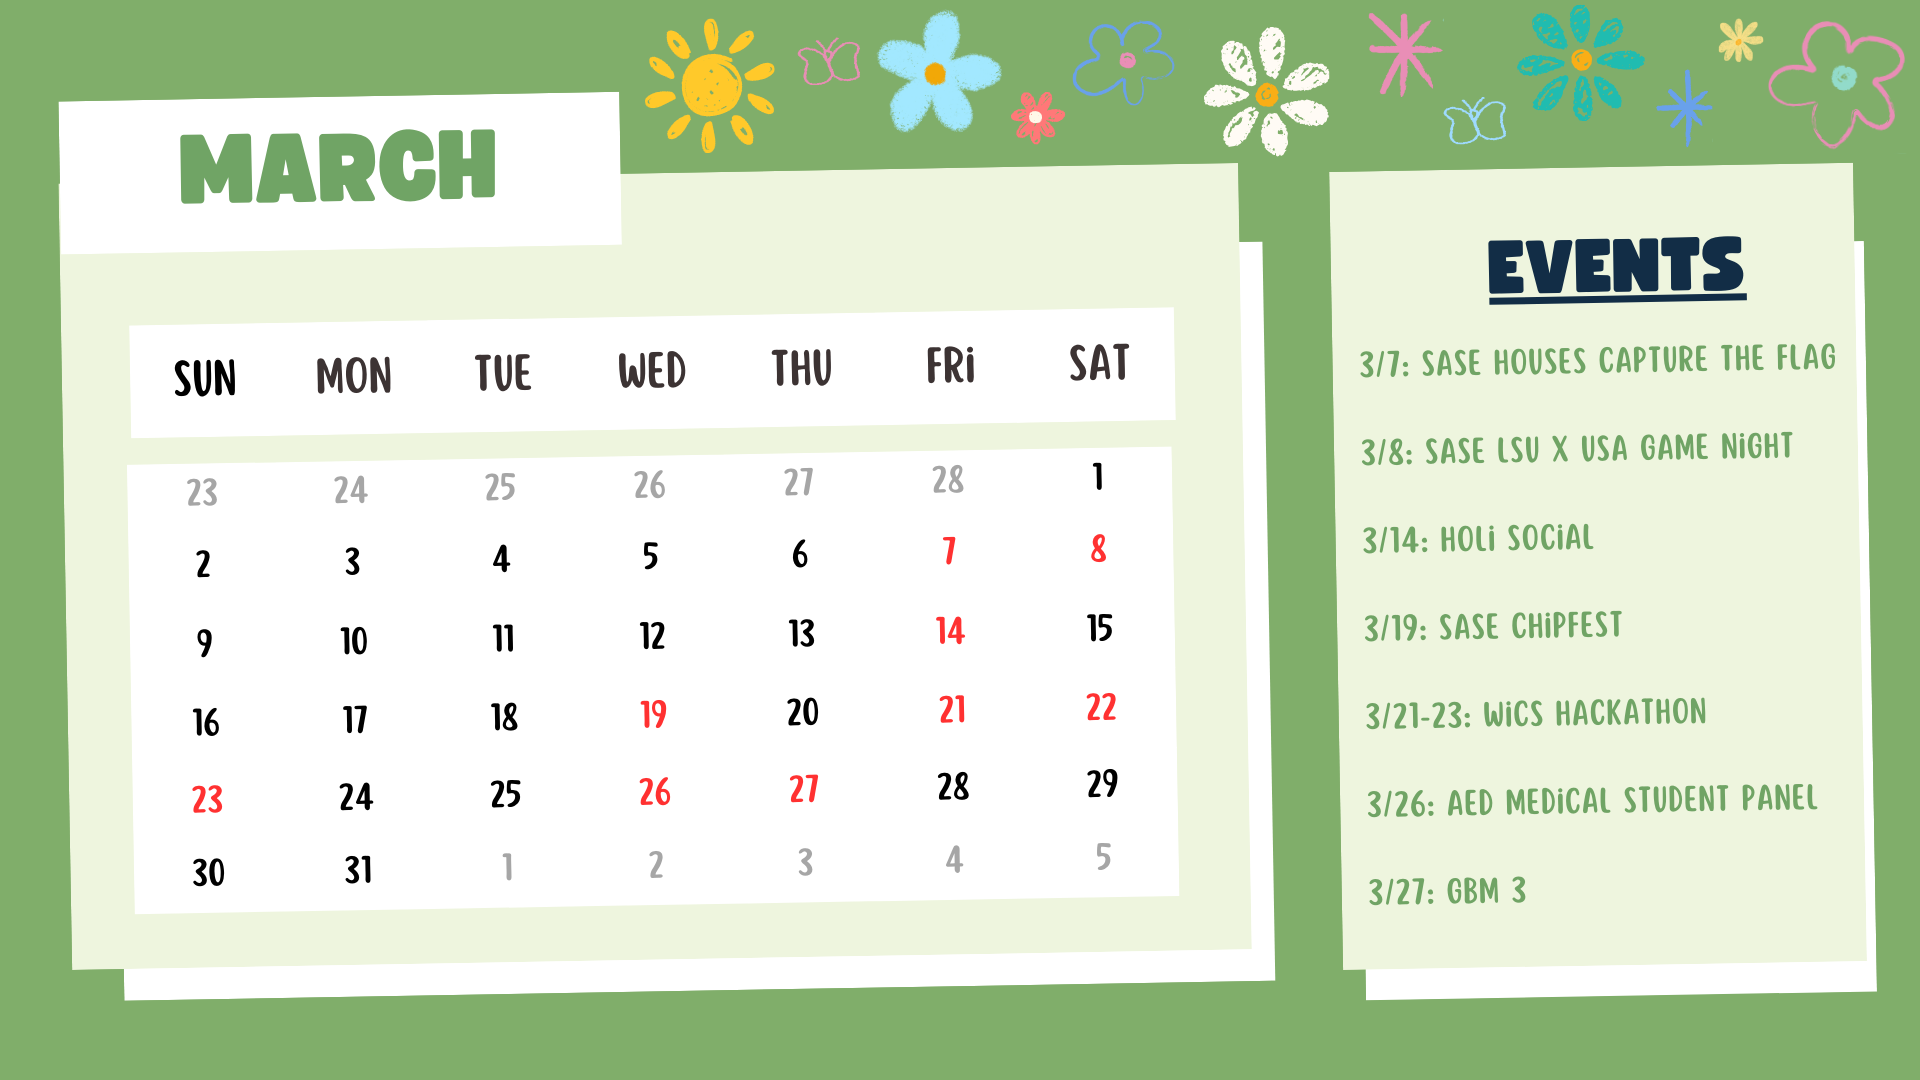 MARCH
SUN MON TUE WED THU FRI SAT
23 24 25 26 27 28 1
2 3 4 5 6 7 8
9 10 11 12 13 14 15
16 17 18 19 20 21 22
23 24 25 26 27 28 29
30 31 1 2 3 4 5
EVENTS
3/7: SASE HOUSES CAPTURE THE FLAG
3/8: SASE LSU X USA GAME NIGHT
3/14: HOLI SOCIAL
3/19: SASE CHIPFEST
3/21-23: WICS HACKATHON
3/26: AED MEDICAL STUDENT PANEL
3/27: GBM 3